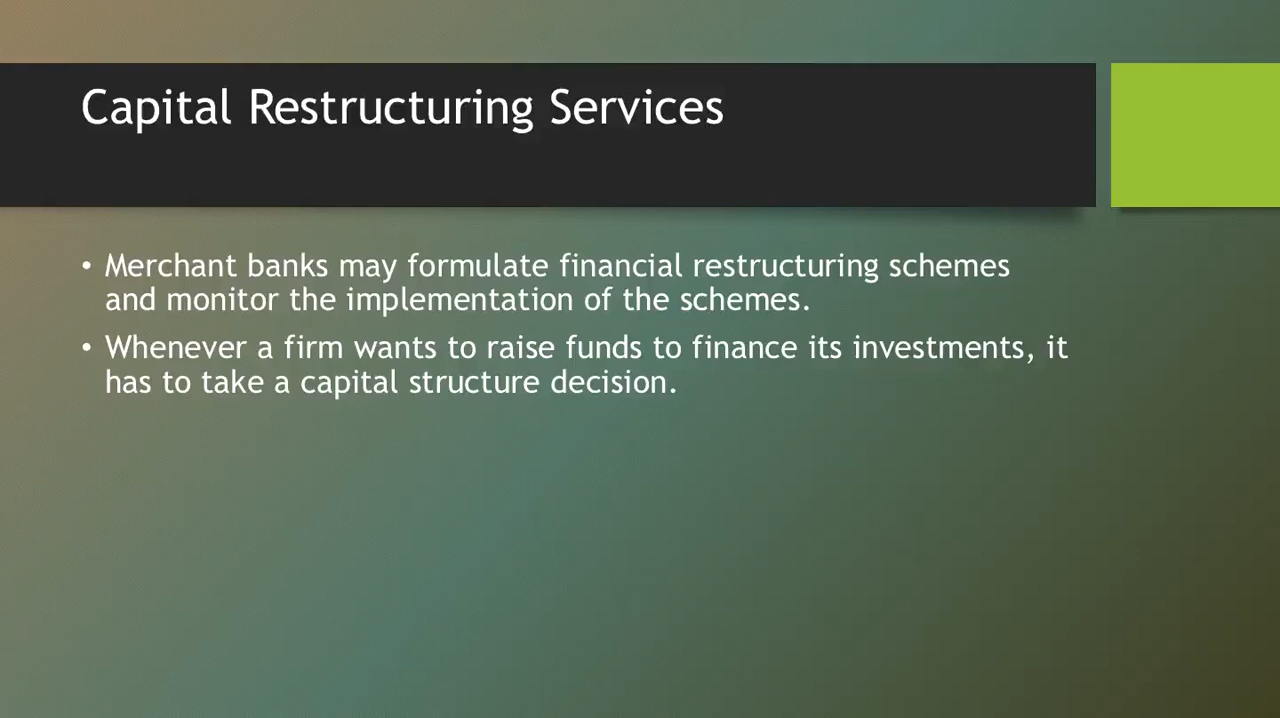 Capital Restructuring Services
• Merchant banks may formulate financial restructuring schemes
and monitor the implementation of the schemes.
• Whenever a firm wants to raise funds to finance its investments, it
has to take a capital structure decision.